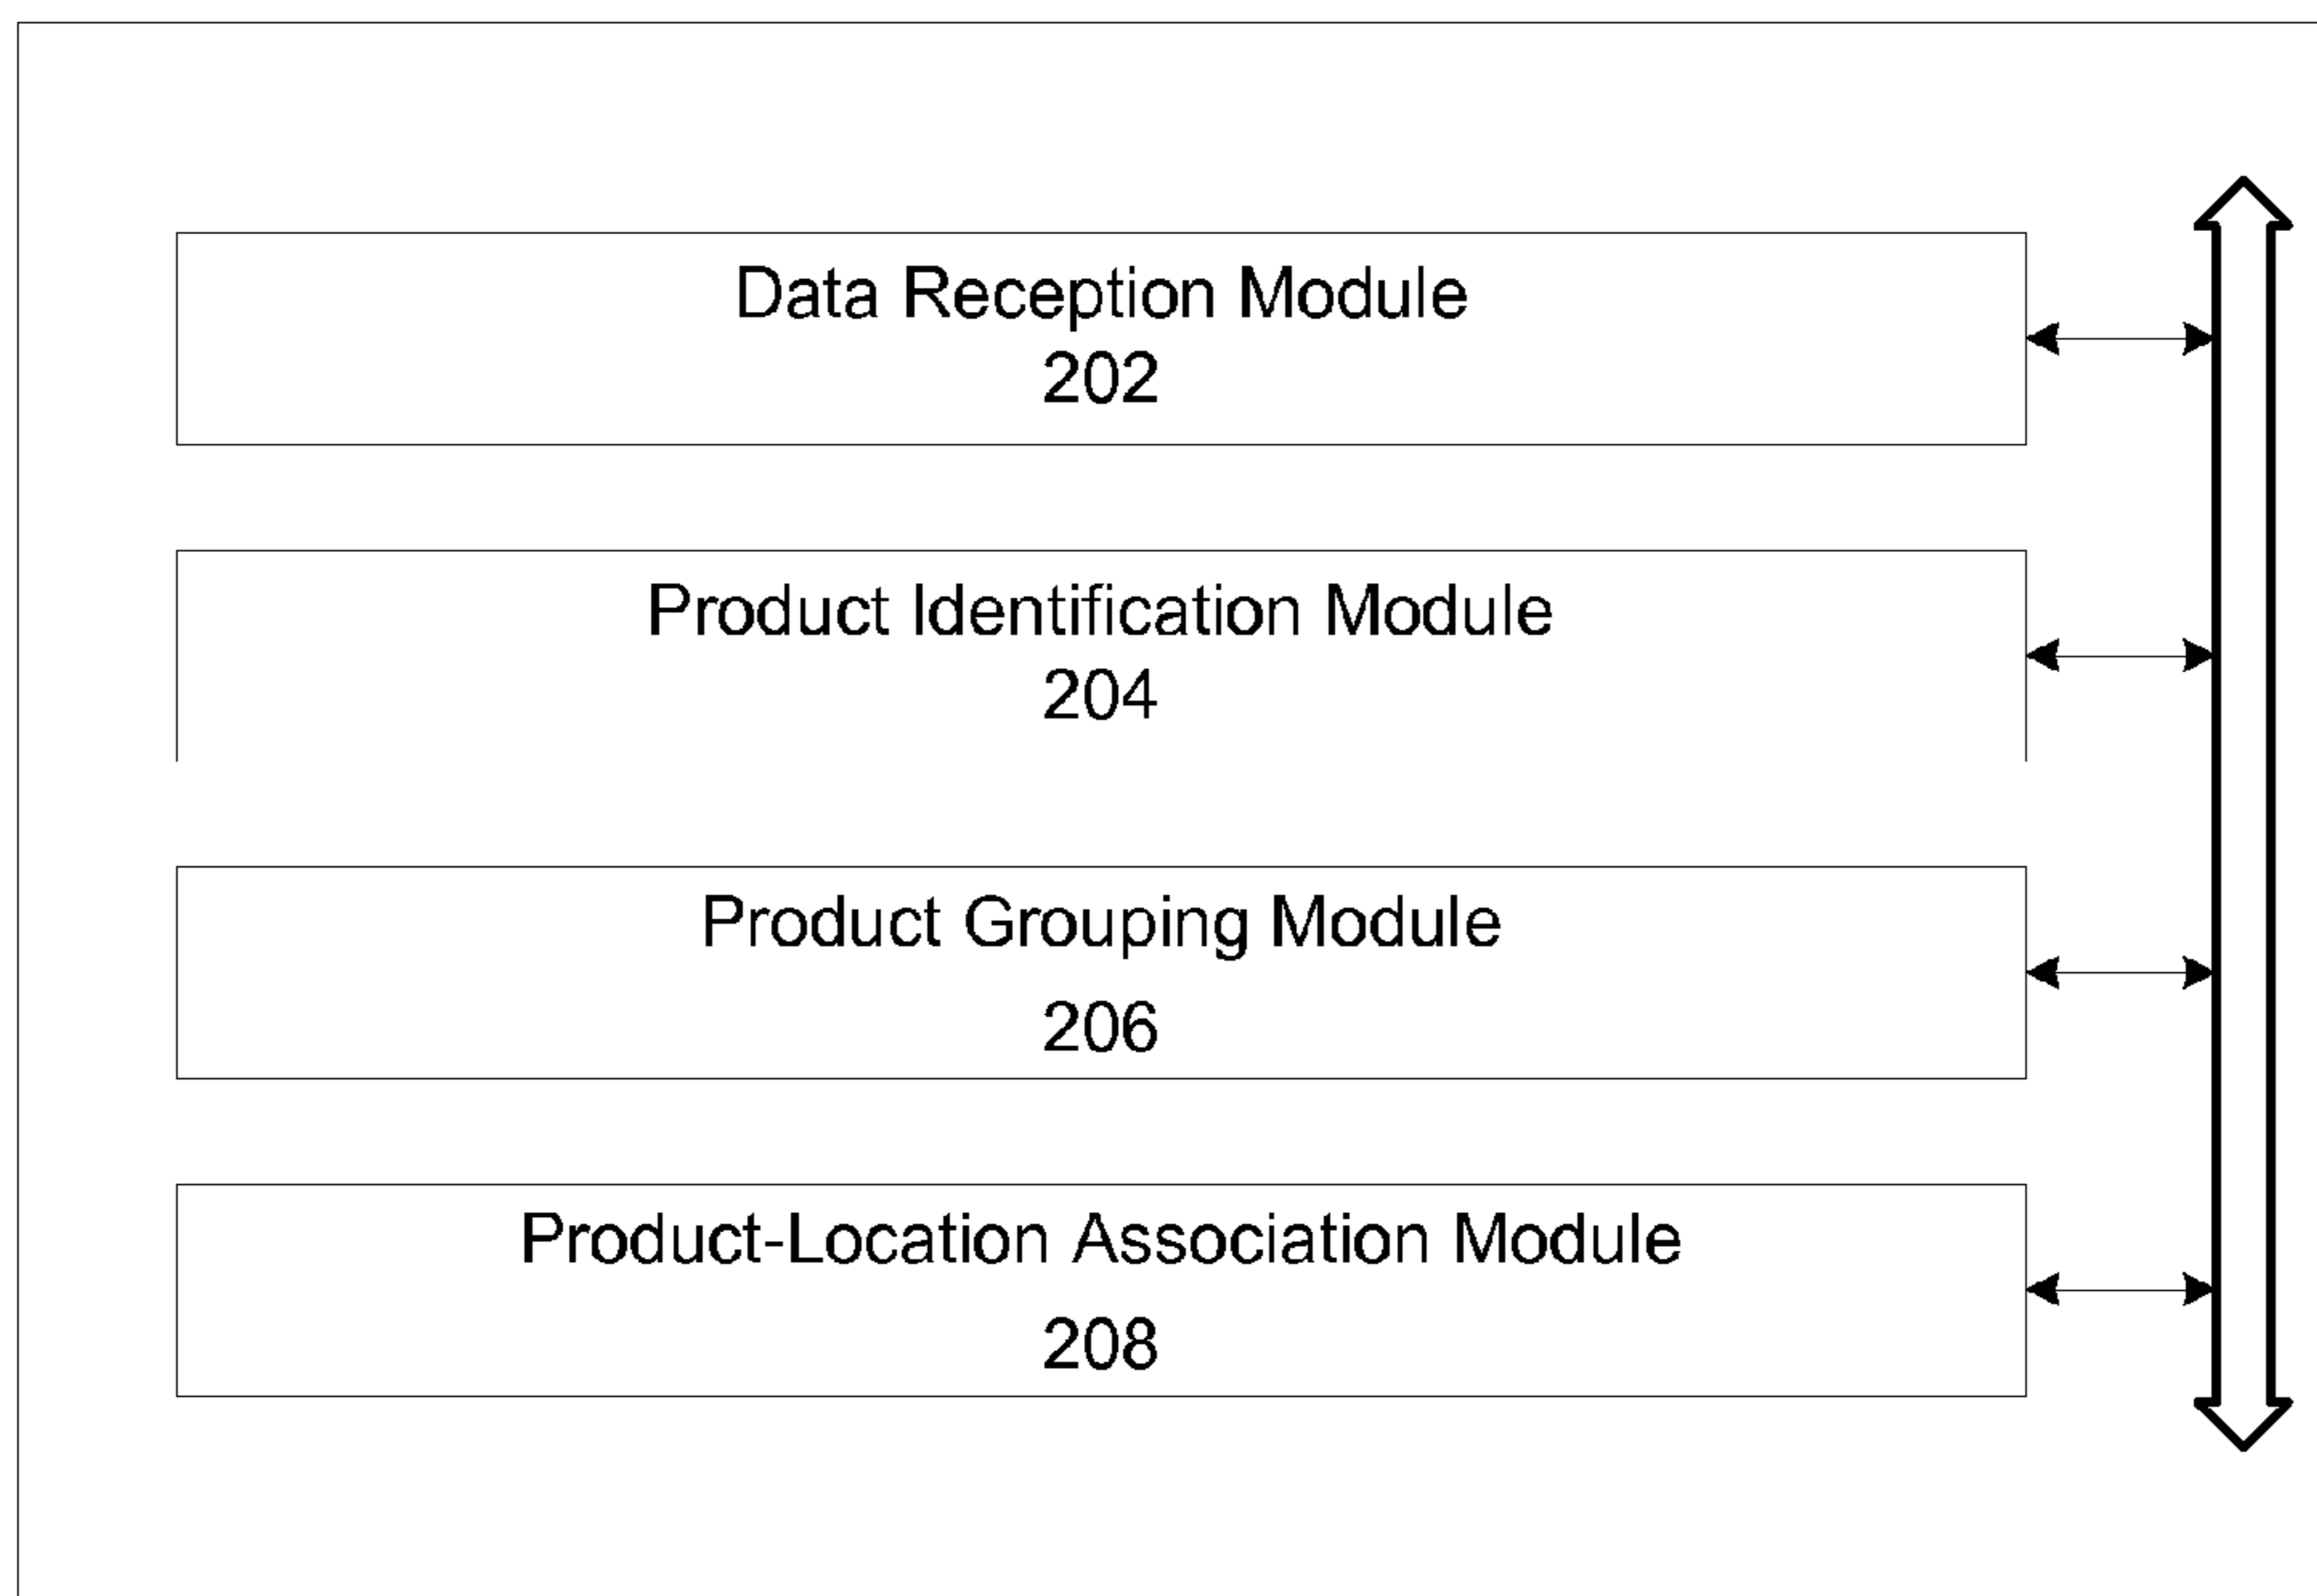 Data Reception Module
202
Product Identification Module
204
Product Grouping Module
206
Product-Location Association Module
208